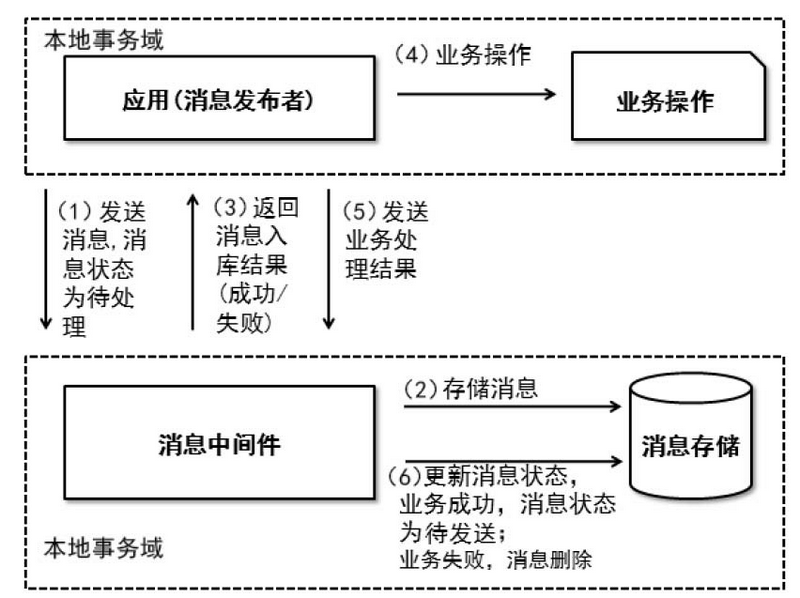 本地事务域
(4)业务操作
应用(消息发布者)
业务操作
(1)发送
消息,消
息状态
为待处
理
(3)返回
消息入
库结果
(成功/
失败)
(5)发送
业务处
理结果
(2)存储消息
消息中间件
消息存储
(6)更新消息状态,
业务成功,消息状态
为待发送;
业务失败,消息删除
本地事务域